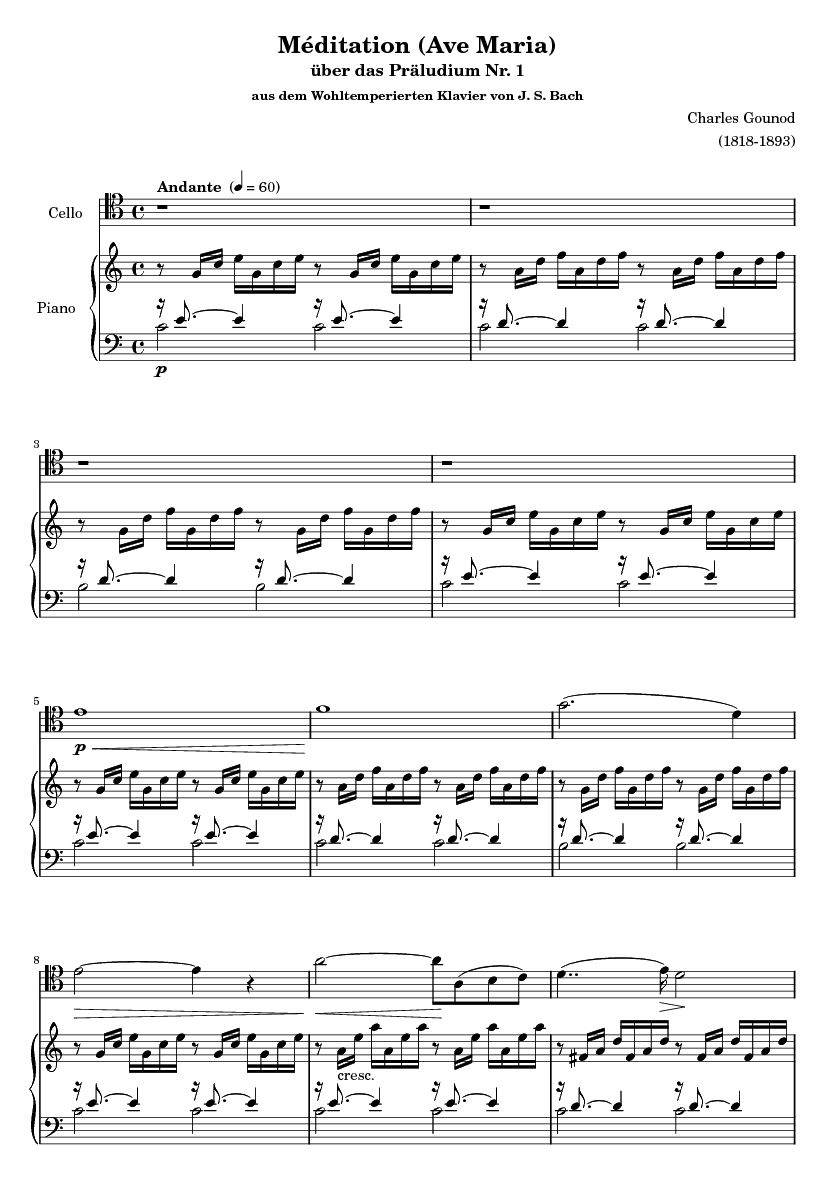 Méditation (Ave Maria)
über das Präludium Nr. 1
aus dem Wohltemperierten Klavier von J. S. Bach
Charles Gounod
(1818-1893)
Andante (♩ = 60)
Cello
Piano
p
3
5
p
8
cresc.